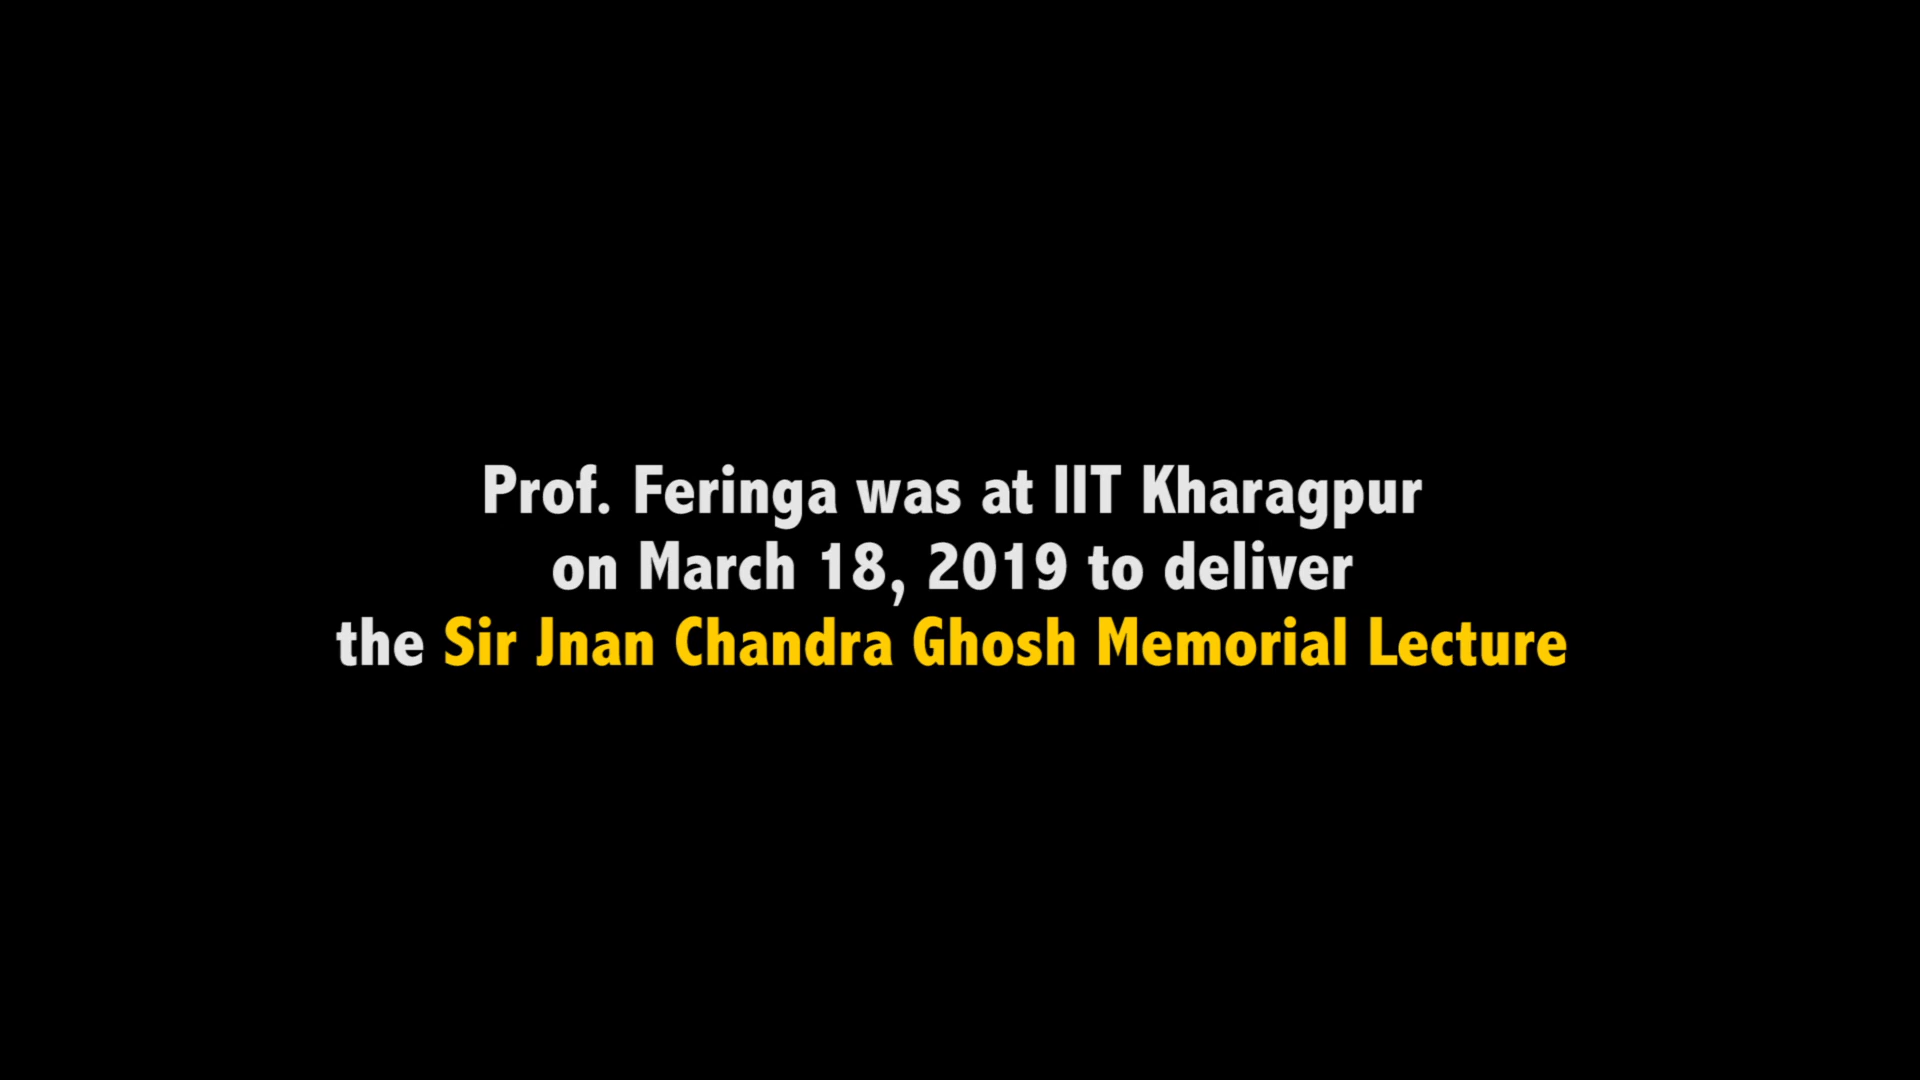 Prof. Feringa was at IIT Kharagpur
on March 18, 2019 to deliver
the Sir Jnan Chandra Ghosh Memorial Lecture